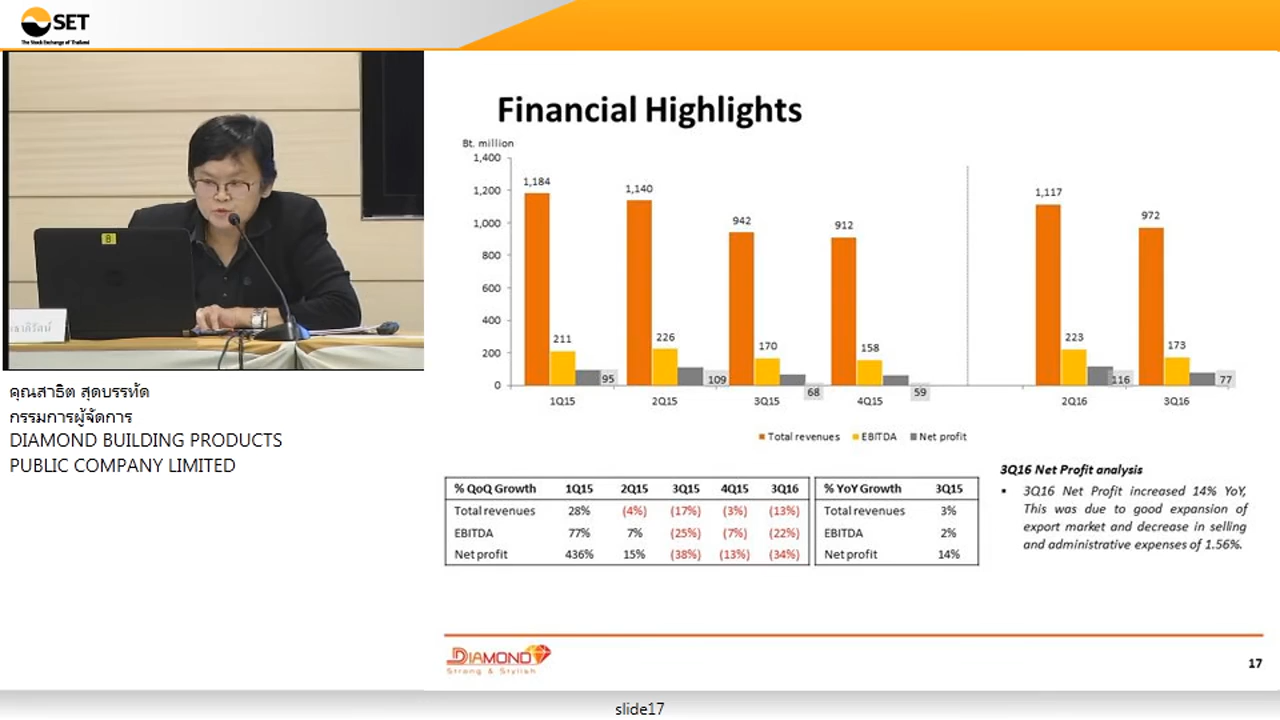 SET
The Stock Exchange of Thailand
8
คุณสาธิต สุดบรรทัด
กรรมการผู้จัดการ
DIAMOND BUILDING PRODUCTS
PUBLIC COMPANY LIMITED
Financial Highlights
Bt. million
1,400
1,200
1,000
800
600
400
200
0
1,184
211
95
1,140
226
109
942
170
68
912
158
59
1,117
223
116
972
173
77
1Q15 2Q15 3Q15 4Q15 2Q16 3Q16
Total revenues EBITDA Net profit
% QoQ Growth 1Q15 2Q15 3Q15 4Q15 3Q16
Total revenues 28% (4%) (17%) (3%) (13%)
EBITDA 77% 7% (25%) (7%) (22%)
Net profit 436% 15% (38%) (13%) (34%)
% YoY Growth 3Q15
Total revenues 3%
EBITDA 2%
Net profit 14%
3Q16 Net Profit analysis
▪ 3Q16 Net Profit increased 14% YoY,
This was due to good expansion of
export market and decrease in selling
and administrative expenses of 1.56%.
DIAMOND
Strong & Stylish
17
slide17